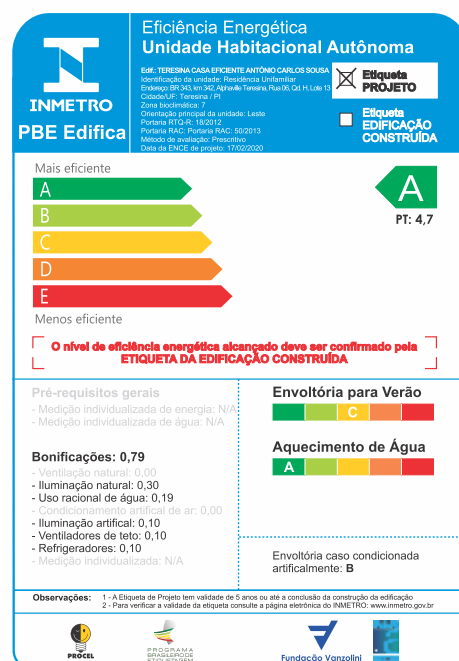 Eficiência Energética
Unidade Habitacional Autônoma
INMETRO
PBE Edifica
Edif.: TERESINA CASA EFICIENTE ANTÔNIO CARLOS SOUSA
Identificação da unidade: Residência Unifamiliar
Endereço: BR 343, km 342, Alphaville Teresina, Rua 06, Qd. H, Lote 13
Cidade/UF: Teresina / PI
Zona bioclimática: 7
Orientação principal da unidade: Leste
Portaria RTQ-R: 18/2012
Portaria RAC: Portaria RAC: 50/2013
Método de avaliação: Prescritivo
Data da ENCE de projeto: 17/02/2020
Etiqueta
PROJETO
Etiqueta
EDIFICAÇÃO
CONSTRUÍDA
Mais eficiente
A
B
C
D
E
Menos eficiente
A
PT: 4,7
O nível de eficiência energética alcançado deve ser confirmado pela
ETIQUETA DA EDIFICAÇÃO CONSTRUÍDA
Pré-requisitos gerais
- Medição individualizada de energia: N/A
- Medição individualizada de água: N/A
Bonificações: 0,79
- Ventilação natural: 0,00
- Iluminação natural: 0,30
- Uso racional de água: 0,19
- Condicionamento artifical de ar: 0,00
- Iluminação artifical: 0,10
- Ventiladores de teto: 0,10
- Refrigeradores: 0,10
- Medição individualizada: N/A
Envoltória para Verão
C
Aquecimento de Água
A
Envoltória caso condicionada
artificalmente: B
Observações:
1 - A Etiqueta de Projeto tem validade de 5 anos ou até a conclusão da construção da edificação
2 - Para verificar a validade da etiqueta consulte a página eletrônica do INMETRO: www.inmetro.gov.br
PROCEL
PROGRAMA
BRASILEIRO DE
ETIQUETAGEM
Fundação Vanzolini